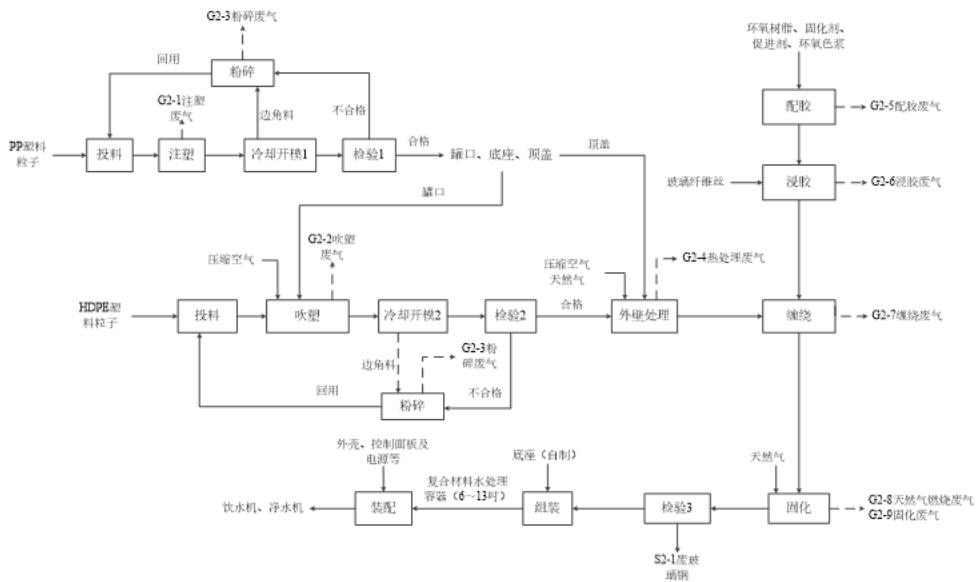 G2-3粉碎废气
环氧树脂、固化剂、
促进剂、环氧色浆
回用
粉碎
G2-1注塑
废气
边角料
不合格
配胶
G2-5配胶废气
PP塑料
粒子
投料
注塑
冷却开模1
检验1
合格
罐口、底座、顶盖
顶盖
玻璃纤维丝
浸胶
G2-6浸胶废气
罐口
G2-2吹塑
废气
压缩空气
压缩空气
天然气
G2-4热处理废气
HDPE塑
料粒子
投料
吹塑
冷却开模2
检验2
合格
外壁处理
缠绕
G2-7缠绕废气
边角料
G2-3粉
碎废气
回用
粉碎
不合格
外壳、控制面板及
电源等
底座（自制）
天然气
复合材料水处理
容器（6～13吋）
饮水机、净水机
装配
组装
检验3
固化
G2-8天然气燃烧废气
G2-9固化废气
S2-1废玻
璃钢